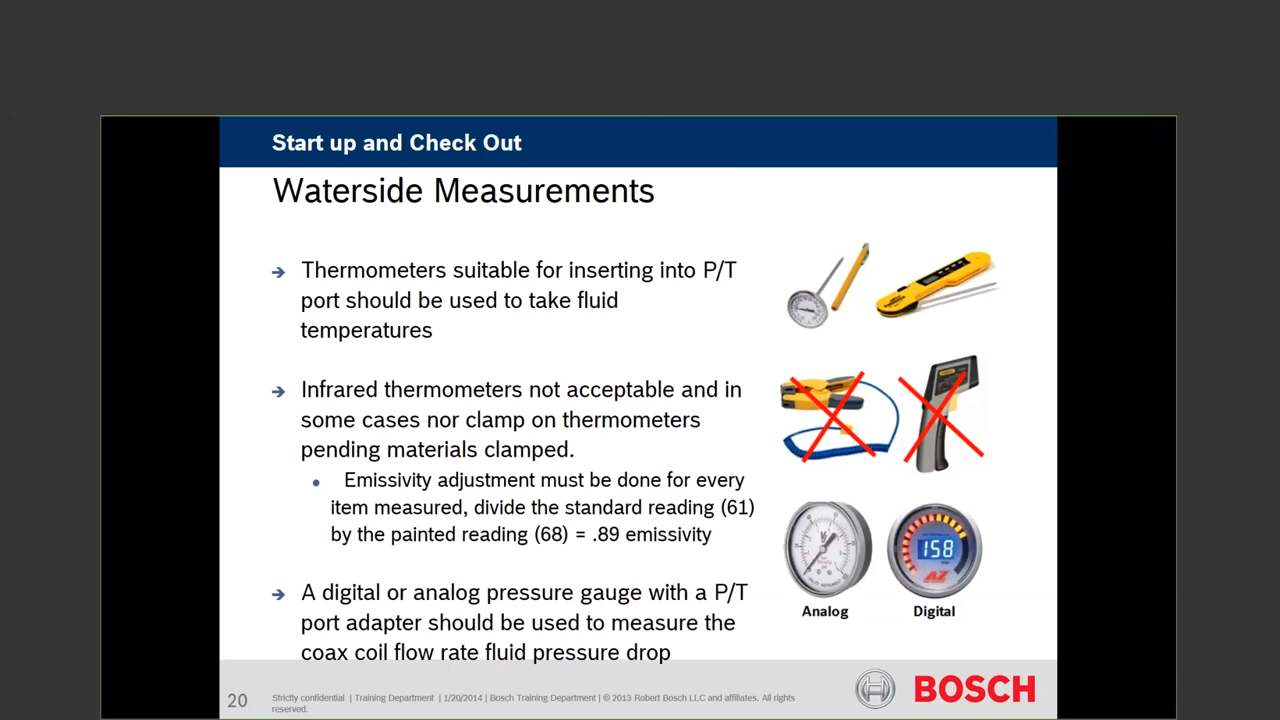 Start up and Check Out
Waterside Measurements
Thermometers suitable for inserting into P/T
port should be used to take fluid
temperatures
Infrared thermometers not acceptable and in
some cases nor clamp on thermometers
pending materials clamped.
Emissivity adjustment must be done for every
item measured, divide the standard reading (61)
by the painted reading (68) = .89 emissivity
A digital or analog pressure gauge with a P/T
port adapter should be used to measure the
coax coil flow rate fluid pressure drop
158
AZ
Analog
Digital
20
Strictly confidential | Training Department | 1/20/2014 | Bosch Training Department | © 2013 Robert Bosch LLC and affiliates. All rights
reserved.
BOSCH